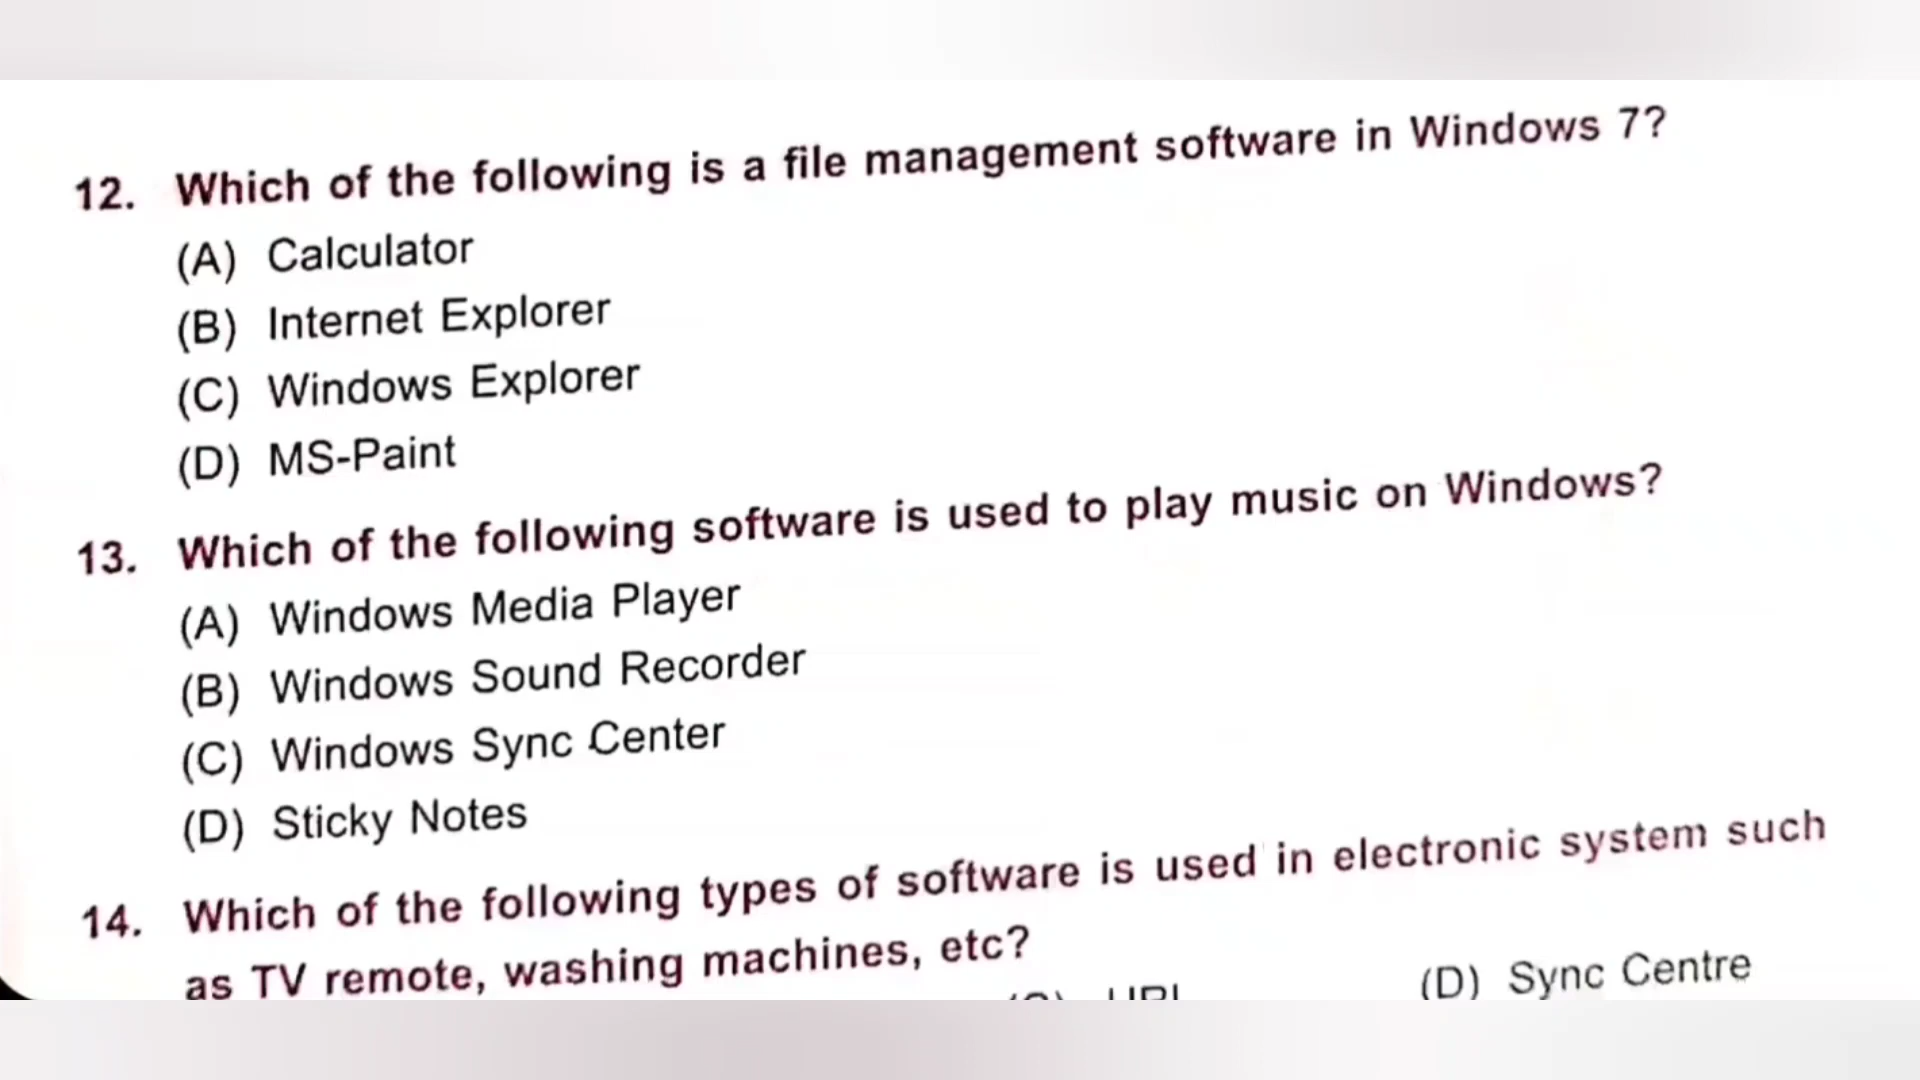 12. Which of the following is a file management software in Windows 7?
(A) Calculator
(B) Internet Explorer
(C) Windows Explorer
(D) MS-Paint
13. Which of the following software is used to play music on Windows?
(A) Windows Media Player
(B) Windows Sound Recorder
(C) Windows Sync Center
(D) Sticky Notes
14. Which of the following types of software is used in electronic system such
as TV remote, washing machines, etc?
(D) Sync Centre